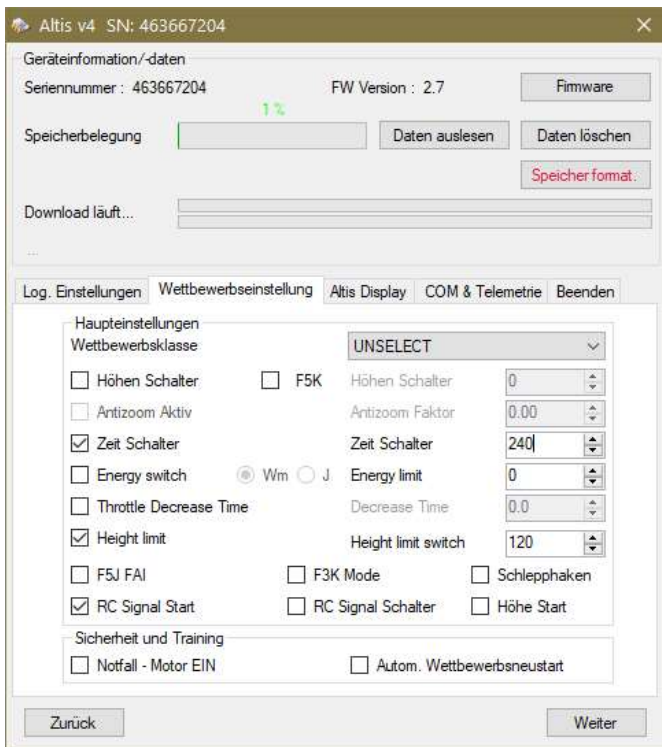 Altis v4 SN: 463667204
Geräteinformation/-daten
Seriennummer : 463667204 FW Version : 2.7 Firmware
1 %
Speicherbelegung Daten auslesen Daten löschen
Speicher format.
Download läuft...
...
Log. Einstellungen Wettbewerbseinstellung Altis Display COM & Telemetrie Beenden
Haupteinstellungen
Wettbewerbsklasse UNSELECT
Höhen Schalter F5K Höhen Schalter 0
Antizoom Aktiv Antizoom Faktor 0.00
Zeit Schalter Zeit Schalter 240
Energy switch Wm J Energy limit 0
Throttle Decrease Time Decrease Time 0.0
Height limit Height limit switch 120
F5J FAI F3K Mode Schlepphaken
RC Signal Start RC Signal Schalter Höhe Start
Sicherheit und Training
Notfall - Motor EIN Autom. Wettbewerbsneustart
Zurück Weiter